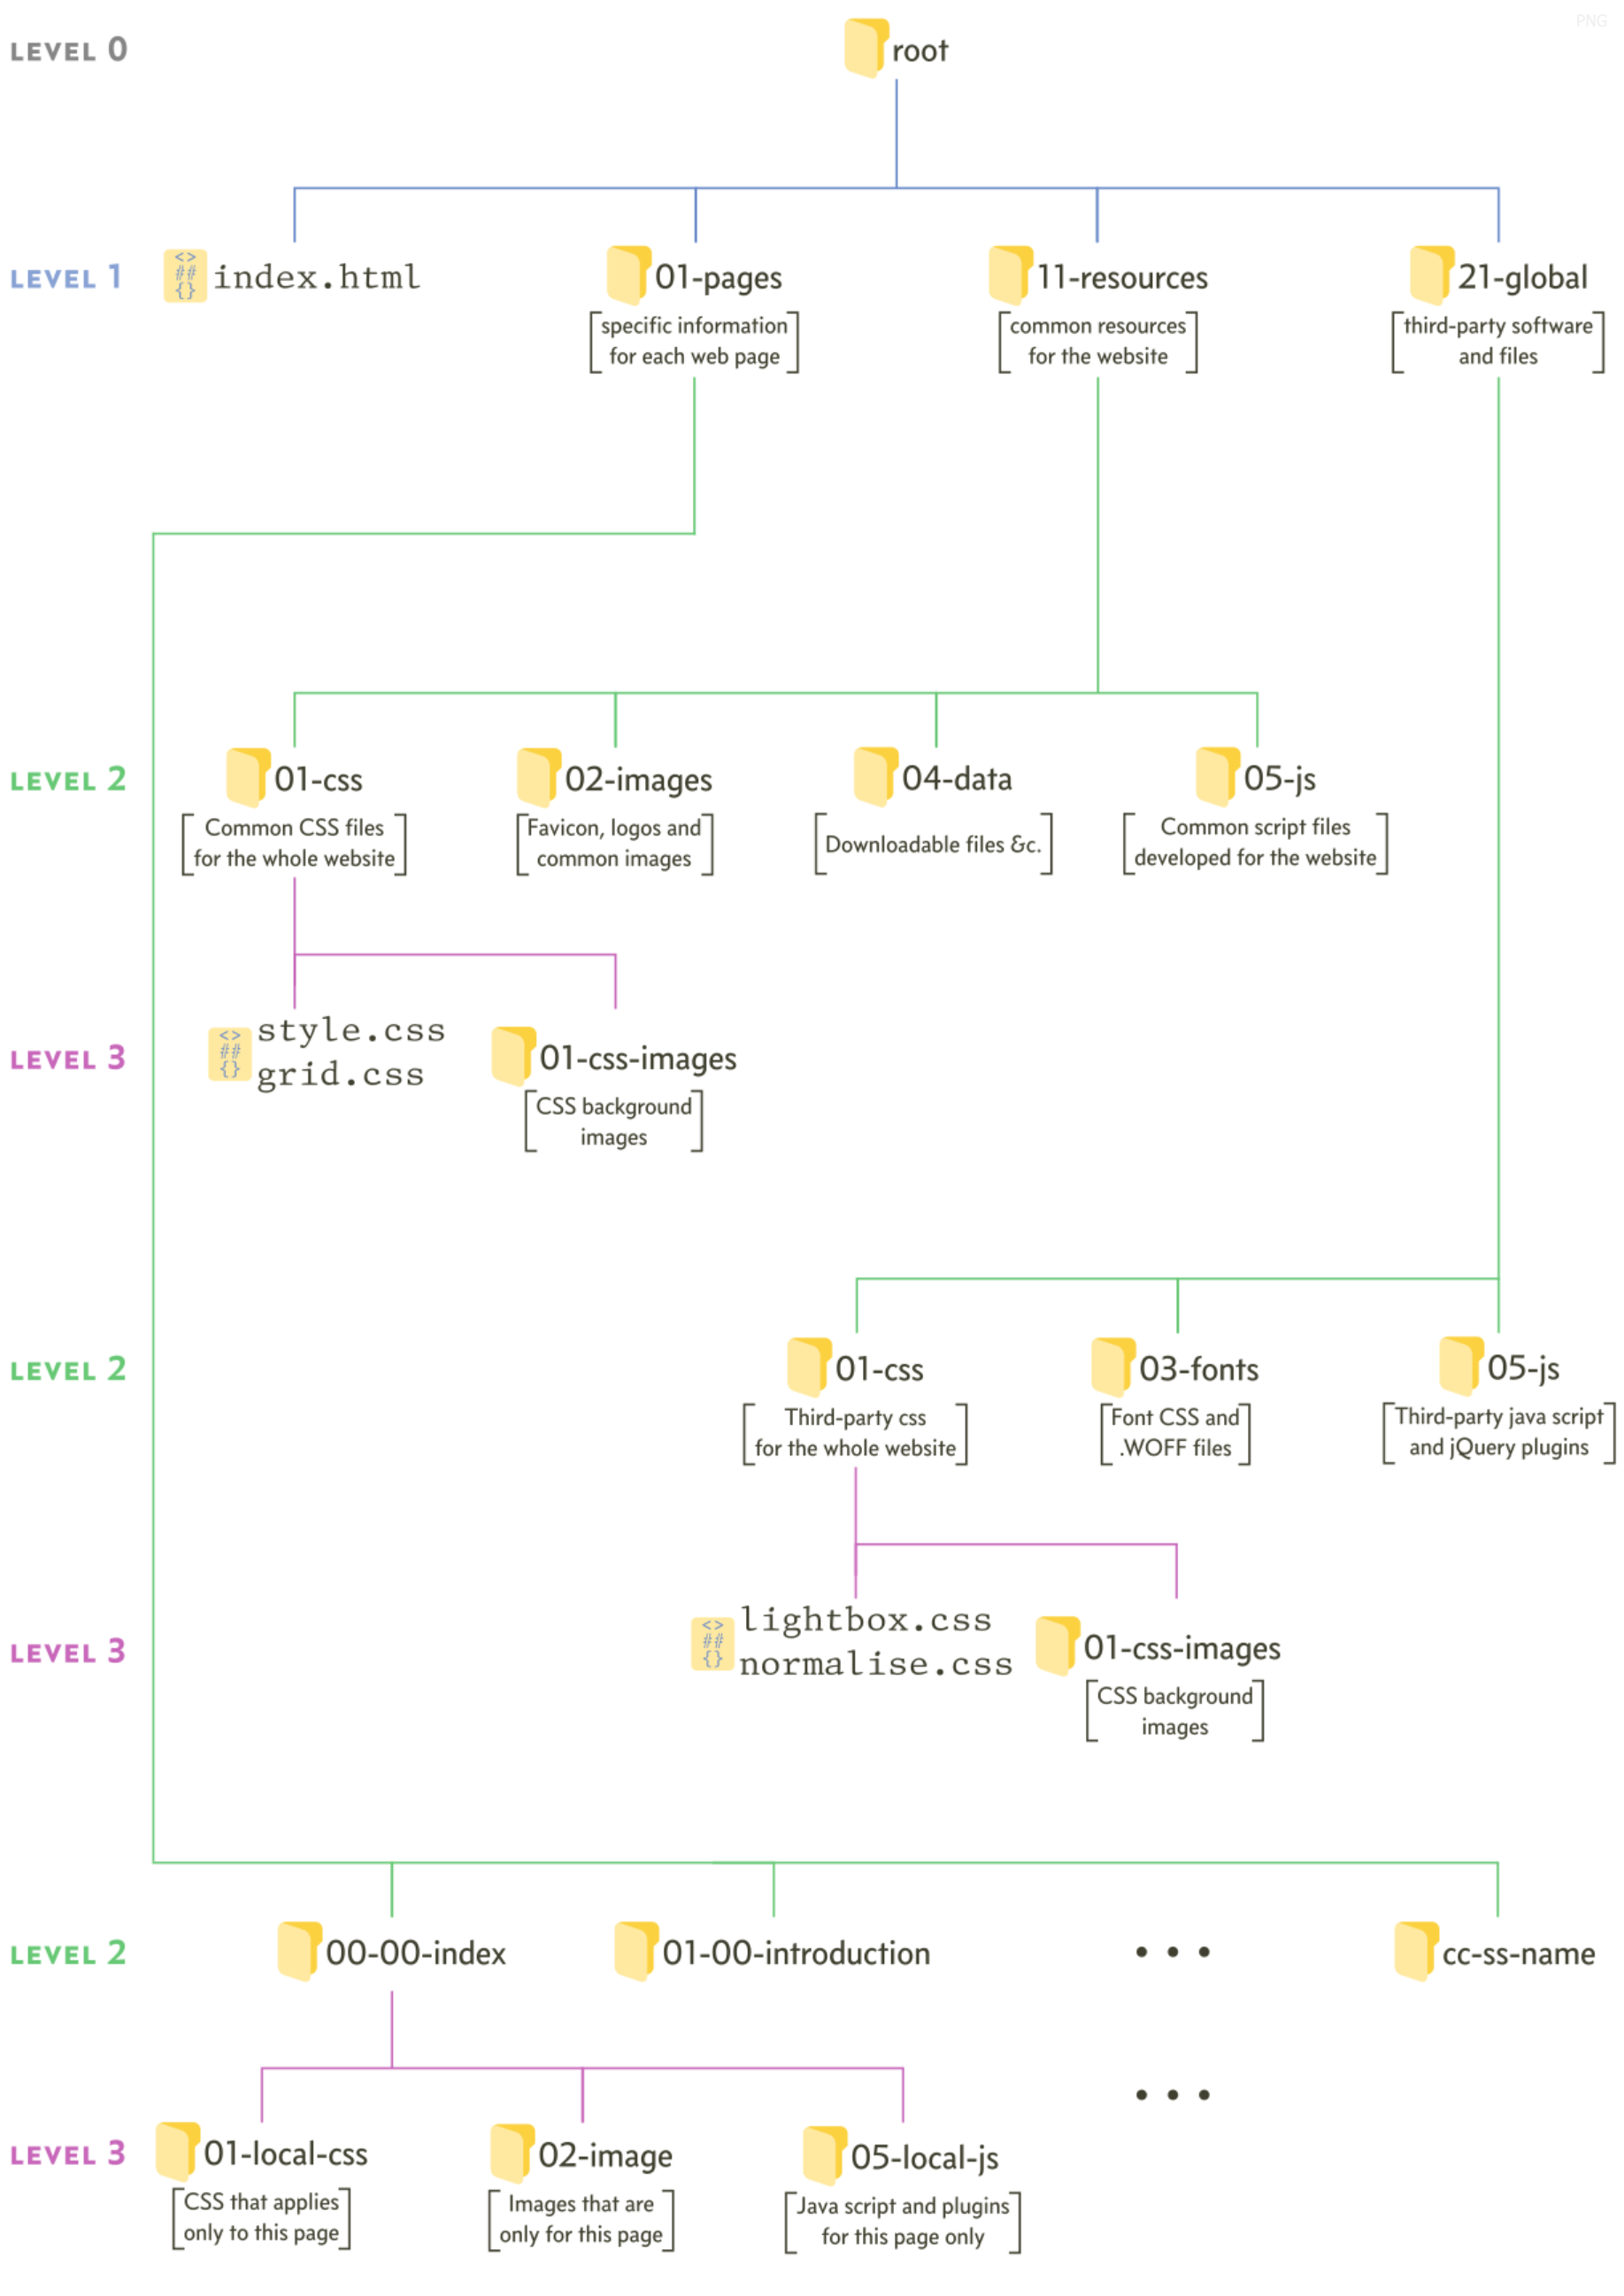 PNG
LEVEL 0
root
LEVEL 1
<>
##
{}
index.html
01-pages
specific information
for each web page
11-resources
common resources
for the website
21-global
third-party software
and files
LEVEL 2
01-css
Common CSS files
for the whole website
02-images
Favicon, logos and
common images
04-data
Downloadable files &c.
05-js
Common script files
developed for the website
LEVEL 3
<>
##
{}
style.css
grid.css
01-css-images
CSS background
images
LEVEL 2
01-css
Third-party css
for the whole website
03-fonts
Font CSS and
.WOFF files
05-js
Third-party java script
and jQuery plugins
LEVEL 3
<>
##
{}
lightbox.css
normalise.css
01-css-images
CSS background
images
LEVEL 2
00-00-index
01-00-introduction
• • •
cc-ss-name
• • •
LEVEL 3
01-local-css
CSS that applies
only to this page
02-image
Images that are
only for this page
05-local-js
Java script and plugins
for this page only